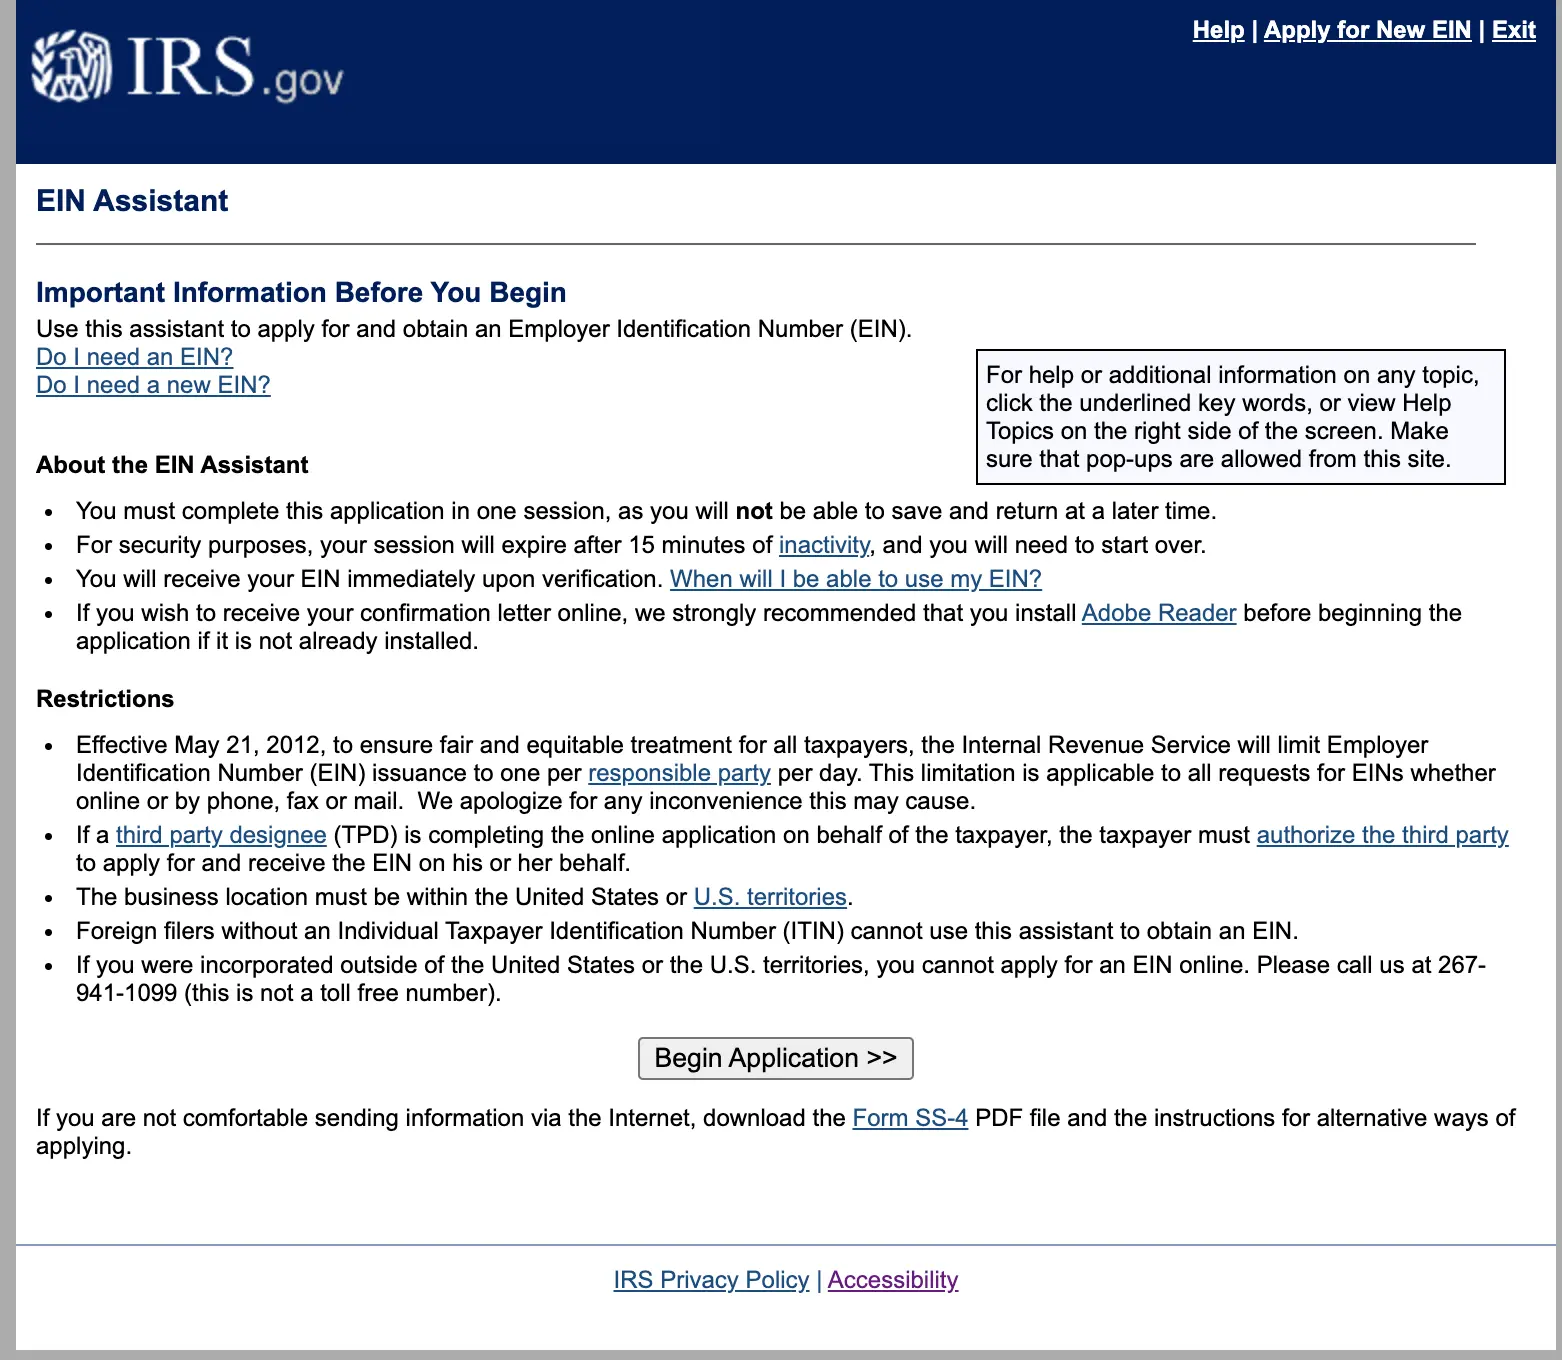 IRS.gov
Help | Apply for New EIN | Exit
EIN Assistant
Important Information Before You Begin
Use this assistant to apply for and obtain an Employer Identification Number (EIN).
Do I need an EIN?
Do I need a new EIN?
For help or additional information on any topic,
click the underlined key words, or view Help
Topics on the right side of the screen. Make
sure that pop-ups are allowed from this site.
About the EIN Assistant
• You must complete this application in one session, as you will not be able to save and return at a later time.
• For security purposes, your session will expire after 15 minutes of inactivity, and you will need to start over.
• You will receive your EIN immediately upon verification. When will I be able to use my EIN?
• If you wish to receive your confirmation letter online, we strongly recommended that you install Adobe Reader before beginning the
application if it is not already installed.
Restrictions
• Effective May 21, 2012, to ensure fair and equitable treatment for all taxpayers, the Internal Revenue Service will limit Employer
Identification Number (EIN) issuance to one per responsible party per day. This limitation is applicable to all requests for EINs whether
online or by phone, fax or mail.  We apologize for any inconvenience this may cause.
• If a third party designee (TPD) is completing the online application on behalf of the taxpayer, the taxpayer must authorize the third party
to apply for and receive the EIN on his or her behalf.
• The business location must be within the United States or U.S. territories.
• Foreign filers without an Individual Taxpayer Identification Number (ITIN) cannot use this assistant to obtain an EIN.
• If you were incorporated outside of the United States or the U.S. territories, you cannot apply for an EIN online. Please call us at 267-
941-1099 (this is not a toll free number).
Begin Application >>
If you are not comfortable sending information via the Internet, download the Form SS-4 PDF file and the instructions for alternative ways of
applying.
IRS Privacy Policy | Accessibility